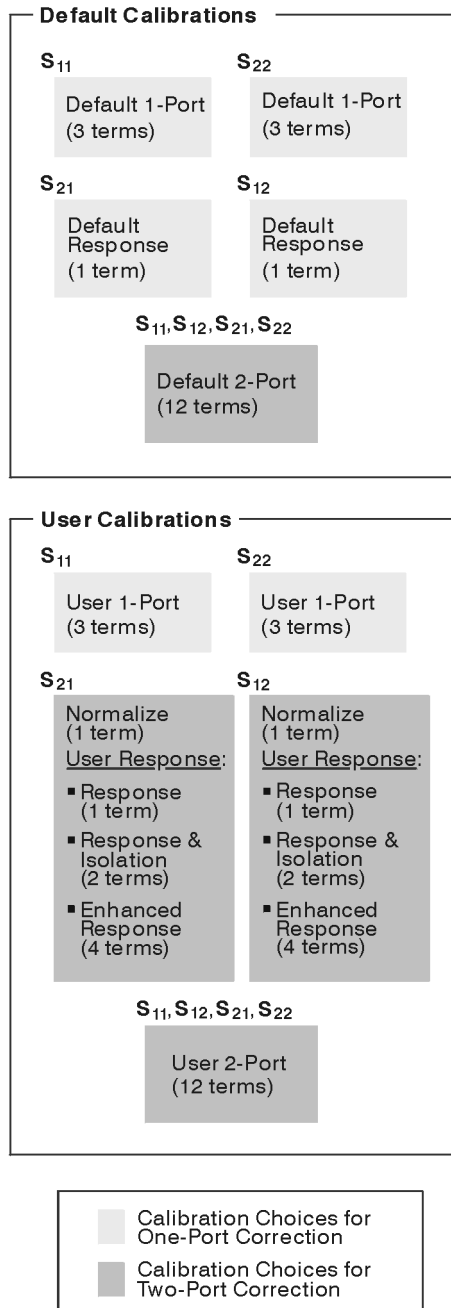 Default Calibrations
S11 S22
Default 1-Port Default 1-Port
(3 terms) (3 terms)
S21 S12
Default Default
Response Response
(1 term) (1 term)
S11, S12, S21, S22
Default 2-Port
(12 terms)
User Calibrations
S11 S22
User 1-Port User 1-Port
(3 terms) (3 terms)
S21 S12
Normalize
(1 term)
User Response:
▪ Response
(1 term)
▪ Response &
Isolation
(2 terms)
▪ Enhanced
Response
(4 terms)
Normalize
(1 term)
User Response:
▪ Response
(1 term)
▪ Response &
Isolation
(2 terms)
▪ Enhanced
Response
(4 terms)
S11, S12, S21, S22
User 2-Port
(12 terms)
Calibration Choices for
One-Port Correction
Calibration Choices for
Two-Port Correction